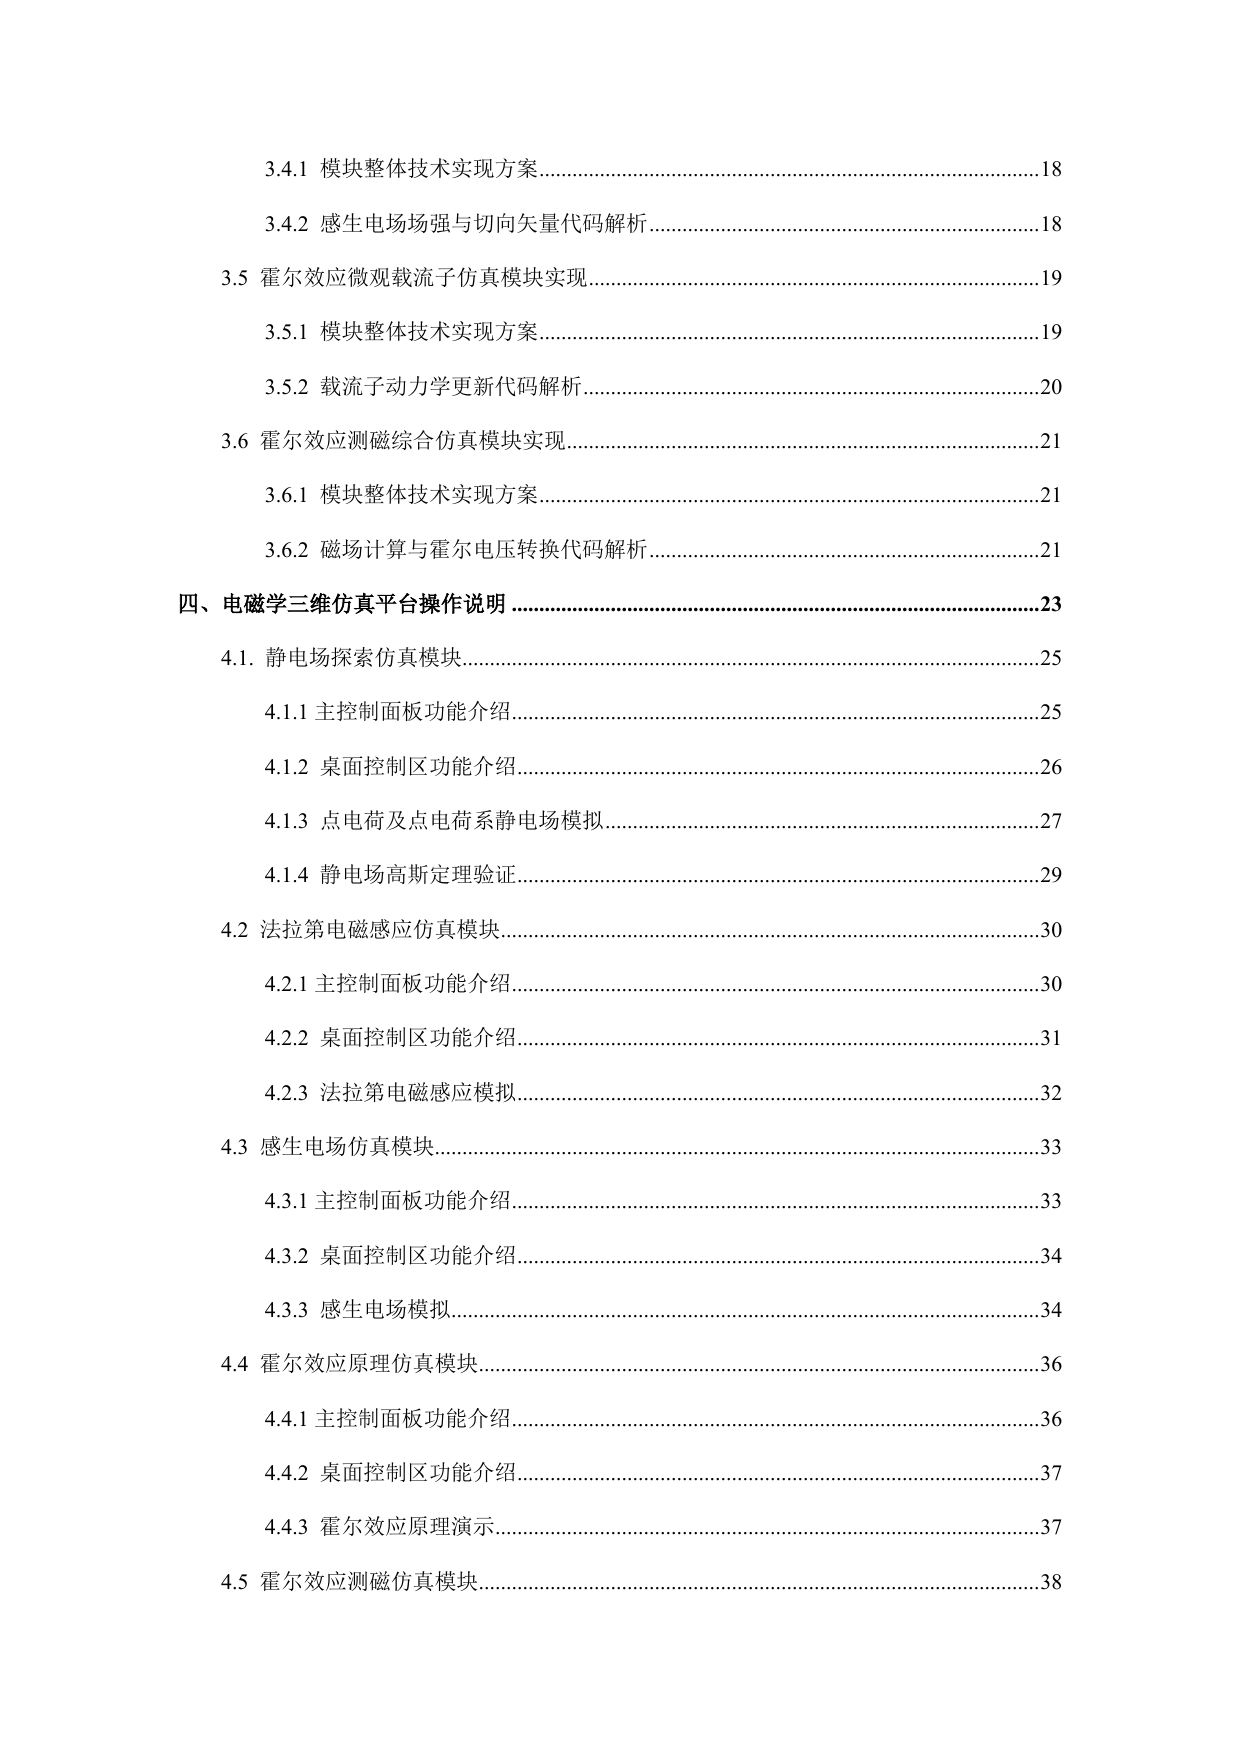 3.4.1 模块整体技术实现方案........18
3.4.2 感生电场场强与切向矢量代码解析........18
3.5 霍尔效应微观载流子仿真模块实现........19
3.5.1 模块整体技术实现方案........19
3.5.2 载流子动力学更新代码解析........20
3.6 霍尔效应测磁综合仿真模块实现........21
3.6.1 模块整体技术实现方案........21
3.6.2 磁场计算与霍尔电压转换代码解析........21
四、电磁学三维仿真平台操作说明........23
4.1. 静电场探索仿真模块........25
4.1.1 主控制面板功能介绍........25
4.1.2 桌面控制区功能介绍........26
4.1.3 点电荷及点电荷系静电场模拟........27
4.1.4 静电场高斯定理验证........29
4.2 法拉第电磁感应仿真模块........30
4.2.1 主控制面板功能介绍........30
4.2.2 桌面控制区功能介绍........31
4.2.3 法拉第电磁感应模拟........32
4.3 感生电场仿真模块........33
4.3.1 主控制面板功能介绍........33
4.3.2 桌面控制区功能介绍........34
4.3.3 感生电场模拟........34
4.4 霍尔效应原理仿真模块........36
4.4.1 主控制面板功能介绍........36
4.4.2 桌面控制区功能介绍........37
4.4.3 霍尔效应原理演示........37
4.5 霍尔效应测磁仿真模块........38